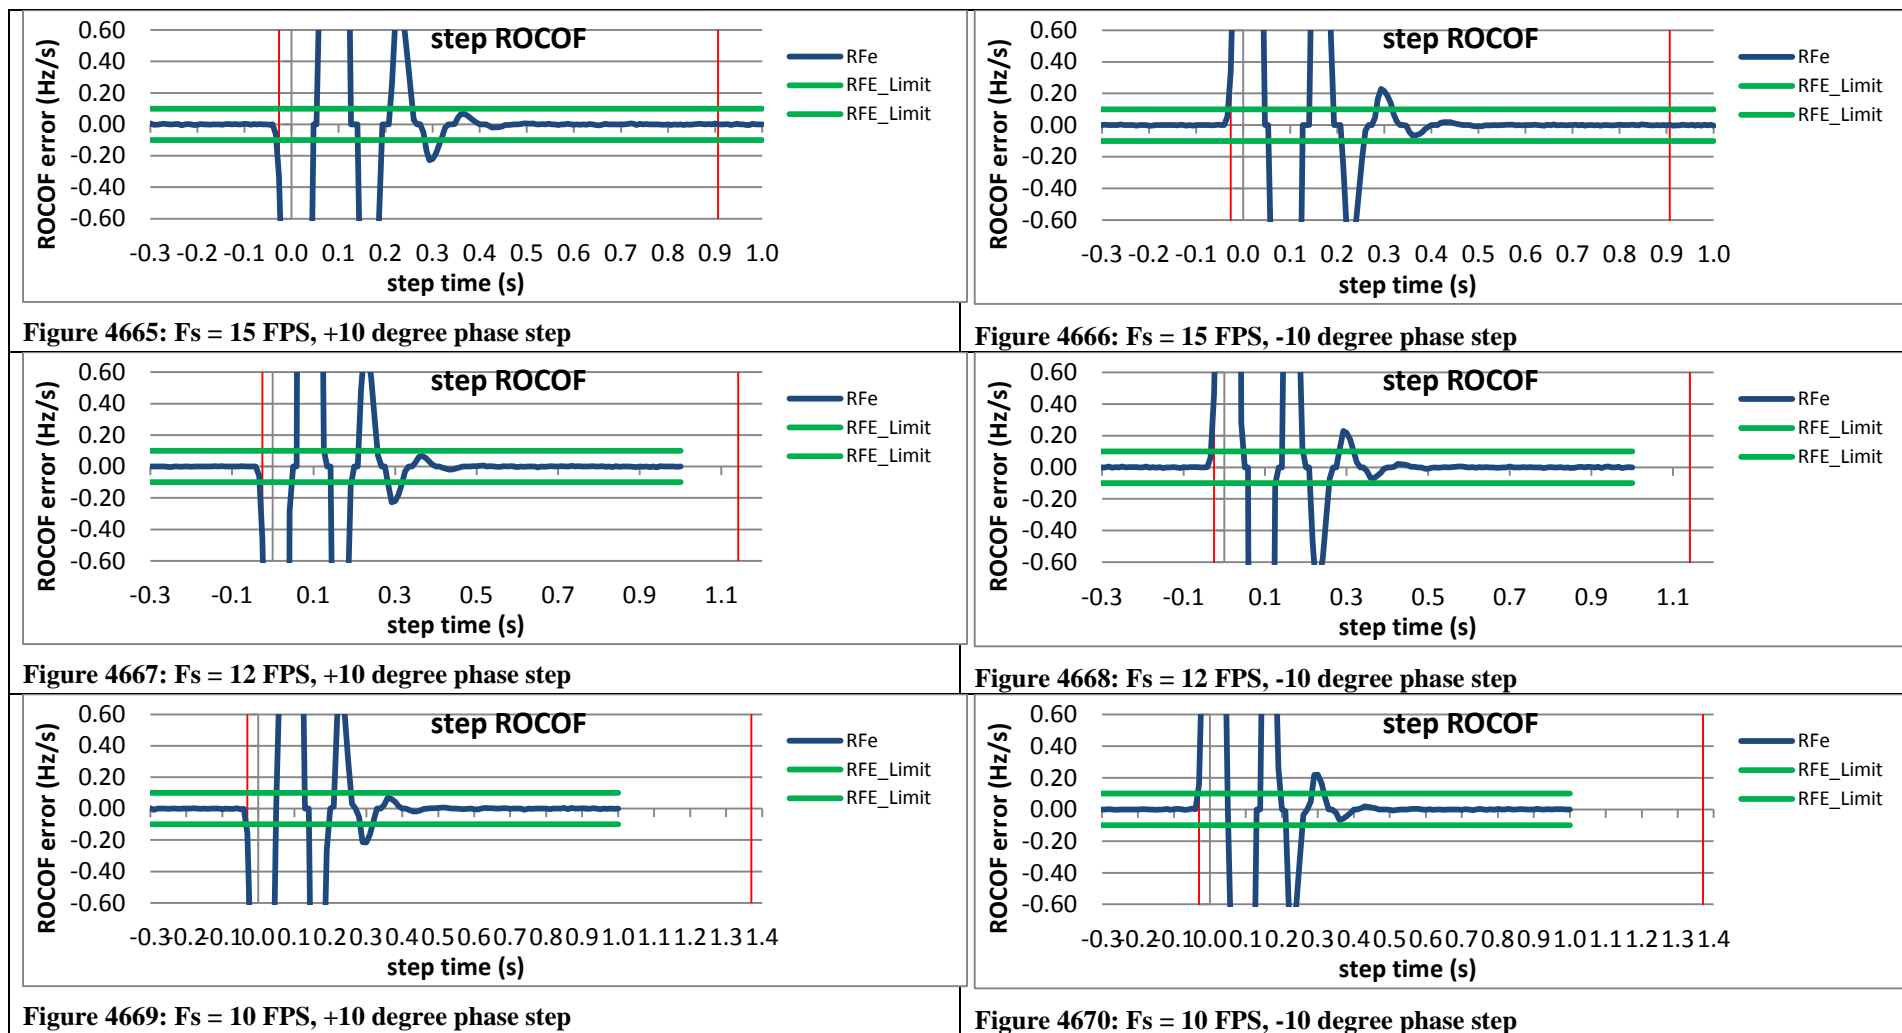 step ROCOF
ROCOF error (Hz/s)
0.60
0.40
0.20
0.00
-0.20
-0.40
-0.60
-0.3 -0.2 -0.1 0.0 0.1 0.2 0.3 0.4 0.5 0.6 0.7 0.8 0.9 1.0
step time (s)
RFe
RFE_Limit
RFE_Limit
Figure 4665: Fs = 15 FPS, +10 degree phase step
step ROCOF
ROCOF error (Hz/s)
0.60
0.40
0.20
0.00
-0.20
-0.40
-0.60
-0.3 -0.2 -0.1 0.0 0.1 0.2 0.3 0.4 0.5 0.6 0.7 0.8 0.9 1.0
step time (s)
RFe
RFE_Limit
RFE_Limit
Figure 4666: Fs = 15 FPS, -10 degree phase step
step ROCOF
ROCOF error (Hz/s)
0.60
0.40
0.20
0.00
-0.20
-0.40
-0.60
-0.3 -0.1 0.1 0.3 0.5 0.7 0.9 1.1
step time (s)
RFe
RFE_Limit
RFE_Limit
Figure 4667: Fs = 12 FPS, +10 degree phase step
step ROCOF
ROCOF error (Hz/s)
0.60
0.40
0.20
0.00
-0.20
-0.40
-0.60
-0.3 -0.1 0.1 0.3 0.5 0.7 0.9 1.1
step time (s)
RFe
RFE_Limit
RFE_Limit
Figure 4668: Fs = 12 FPS, -10 degree phase step
step ROCOF
ROCOF error (Hz/s)
0.60
0.40
0.20
0.00
-0.20
-0.40
-0.60
-0.3 -0.2 -0.1 0.0 0.1 0.2 0.3 0.4 0.5 0.6 0.7 0.8 0.9 1.0 1.1 1.2 1.3 1.4
step time (s)
RFe
RFE_Limit
RFE_Limit
Figure 4669: Fs = 10 FPS, +10 degree phase step
step ROCOF
ROCOF error (Hz/s)
0.60
0.40
0.20
0.00
-0.20
-0.40
-0.60
-0.3 -0.2 -0.1 0.0 0.1 0.2 0.3 0.4 0.5 0.6 0.7 0.8 0.9 1.0 1.1 1.2 1.3 1.4
step time (s)
RFe
RFE_Limit
RFE_Limit
Figure 4670: Fs = 10 FPS, -10 degree phase step